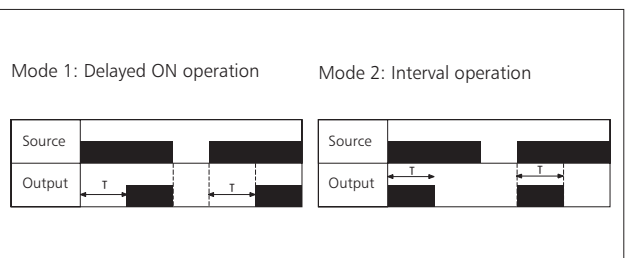 Mode 1: Delayed ON operation
Source
Output
T
T
Mode 2: Interval operation
Source
Output
T
T